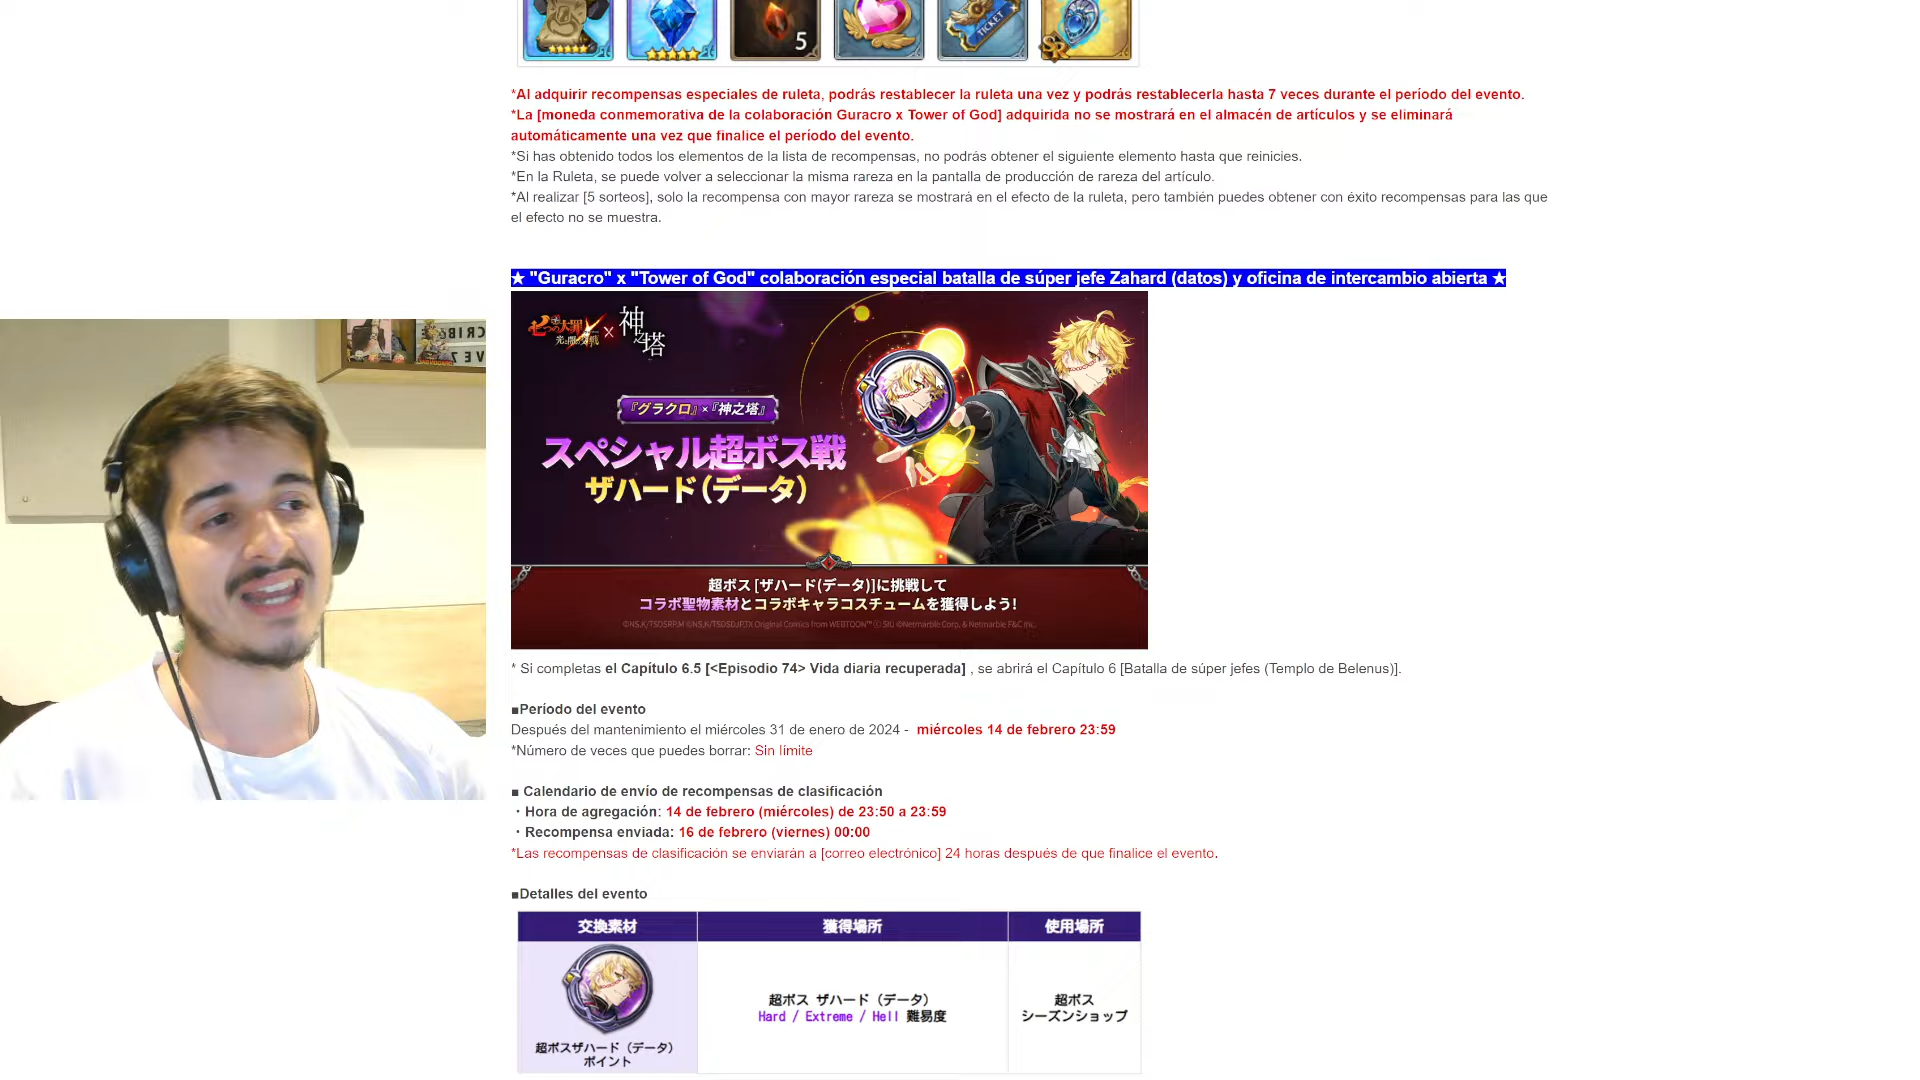 5
TICKET
SR
*Al adquirir recompensas especiales de ruleta, podrás restablecer la ruleta una vez y podrás restablecerla hasta 7 veces durante el período del evento.
*La [moneda conmemorativa de la colaboración Guracro x Tower of God] adquirida no se mostrará en el almacén de artículos y se eliminará
automáticamente una vez que finalice el período del evento.
*Si has obtenido todos los elementos de la lista de recompensas, no podrás obtener el siguiente elemento hasta que reinicies.
*En la Ruleta, se puede volver a seleccionar la misma rareza en la pantalla de producción de rareza del artículo.
*Al realizar [5 sorteos], solo la recompensa con mayor rareza se mostrará en el efecto de la ruleta, pero también puedes obtener con éxito recompensas para las que
el efecto no se muestra.
★ "Guracro" x "Tower of God" colaboración especial batalla de súper jefe Zahard (datos) y oficina de intercambio abierta ★
七つの大罪 光と闇の交戦 × 神之塔
『グラクロ』×『神之塔』
スペシャル超ボス戦
ザハード(データ)
超ボス[ザハード(データ)]に挑戦して
コラボ聖物素材とコラボキャラコスチュームを獲得しよう!
* Si completas el Capítulo 6.5 [<Episodio 74> Vida diaria recuperada] , se abrirá el Capítulo 6 [Batalla de súper jefes (Templo de Belenus)].
■Período del evento
Después del mantenimiento el miércoles 31 de enero de 2024 - miércoles 14 de febrero 23:59
*Número de veces que puedes borrar: Sin límite
■ Calendario de envío de recompensas de clasificación
・Hora de agregación: 14 de febrero (miércoles) de 23:50 a 23:59
・Recompensa enviada: 16 de febrero (viernes) 00:00
*Las recompensas de clasificación se enviarán a [correo electrónico] 24 horas después de que finalice el evento.
■Detalles del evento
交換素材 獲得場所 使用場所
超ボス ザハード（データ）
Hard / Extreme / Hell 難易度
超ボス
シーズンショップ
超ボスザハード（データ）
ポイント